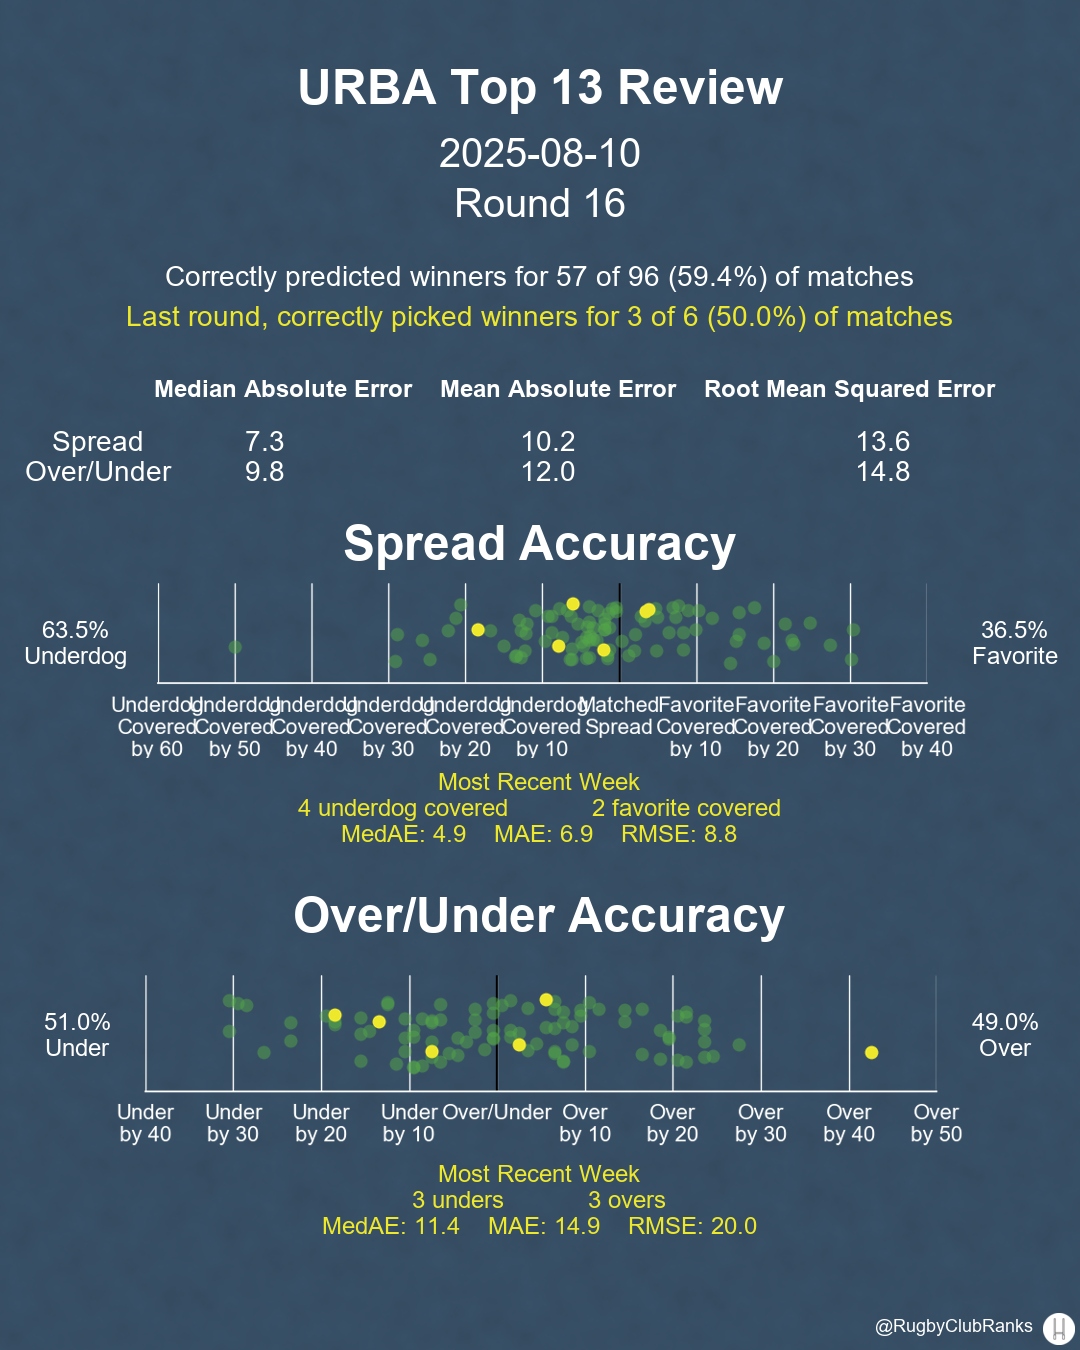 URBA Top 13 Review
2025-08-10
Round 16
Correctly predicted winners for 57 of 96 (59.4%) of matches
Last round, correctly picked winners for 3 of 6 (50.0%) of matches
Median Absolute Error Mean Absolute Error Root Mean Squared Error
Spread 7.3 10.2 13.6
Over/Under 9.8 12.0 14.8
Spread Accuracy
63.5%
Underdog
36.5%
Favorite
Underdog Underdog Underdog Underdog Underdog Underdog Matched Favorite Favorite Favorite Favorite
Covered Covered Covered Covered Covered Covered Spread Covered Covered Covered Covered
by 60 by 50 by 40 by 30 by 20 by 10 by 10 by 20 by 30 by 40
Most Recent Week
4 underdog covered 2 favorite covered
MedAE: 4.9 MAE: 6.9 RMSE: 8.8
Over/Under Accuracy
51.0%
Under
49.0%
Over
Under Under Under Under Over/Under Over Over Over Over Over
by 40 by 30 by 20 by 10 by 10 by 20 by 30 by 40 by 50
Most Recent Week
3 unders 3 overs
MedAE: 11.4 MAE: 14.9 RMSE: 20.0
@RugbyClubRanks